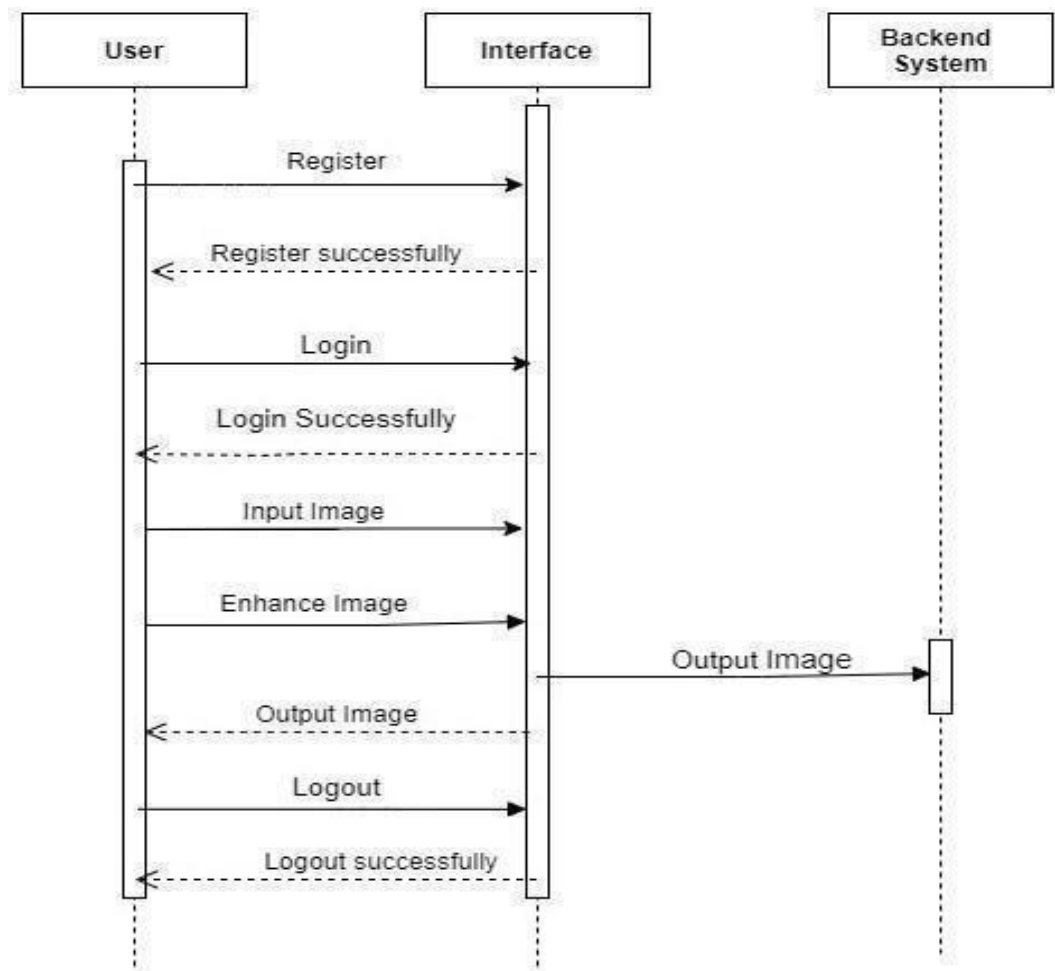 User
Interface
Backend
System
Register
Register successfully
Login
Login Successfully
Input Image
Enhance Image
Output Image
Output Image
Logout
Logout successfully